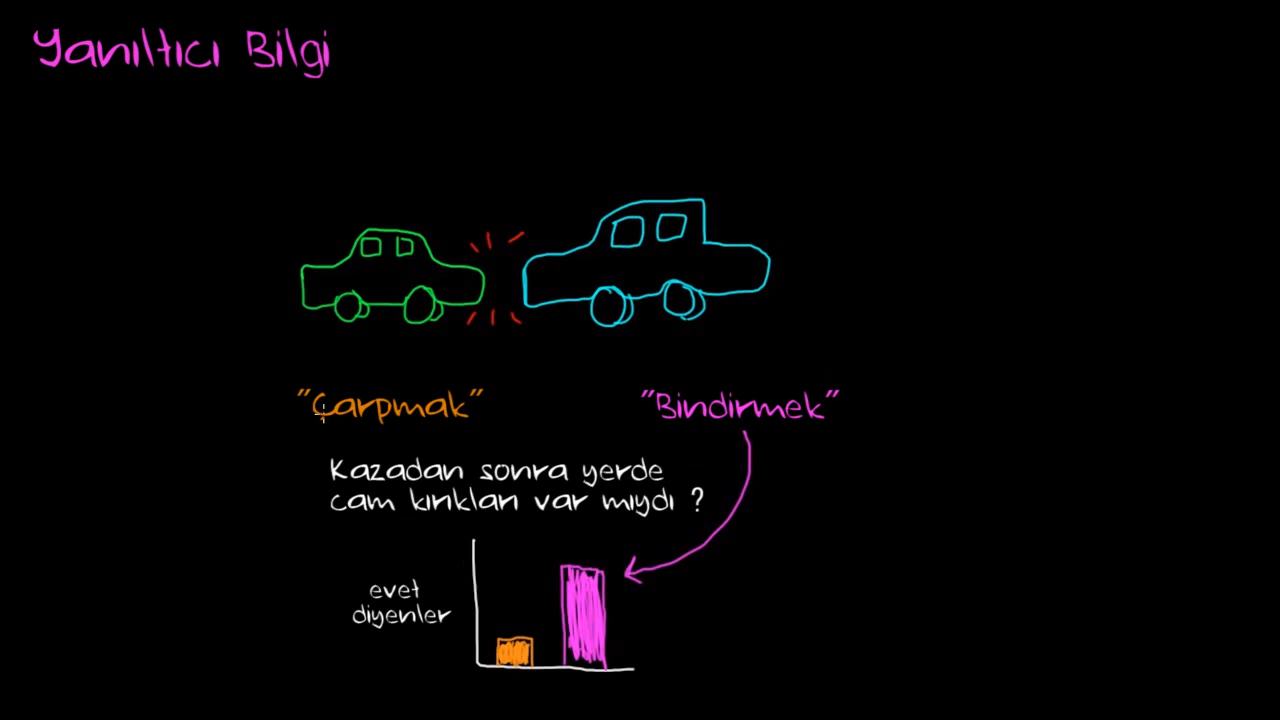 Yanıltıcı Bilgi
"Çarpmak"
"Bindirmek"
Kazadan sonra yerde
cam kırıkları var mıydı ?
evet
diyenler